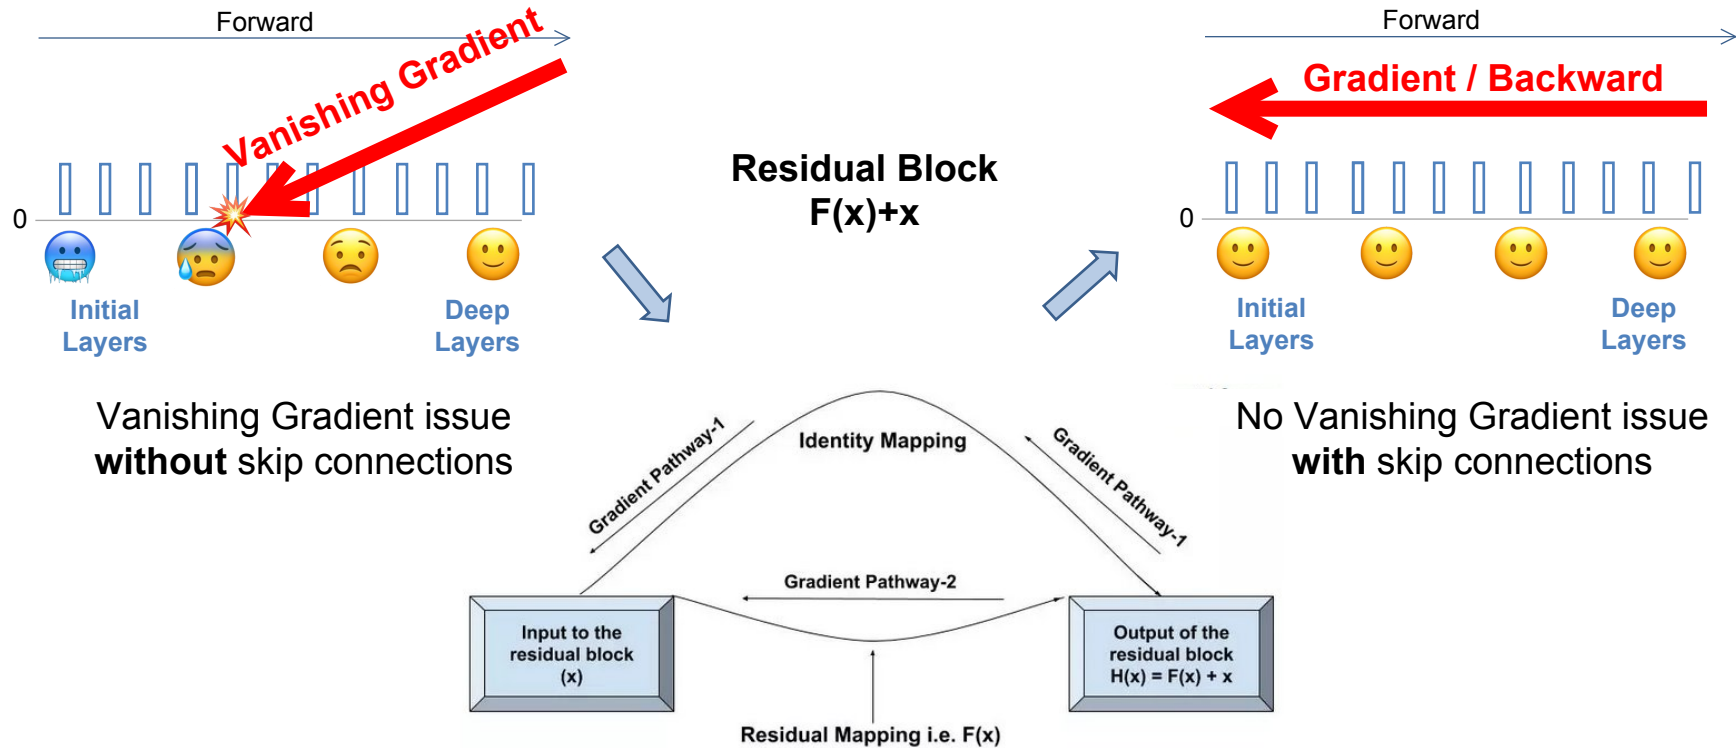 Forward
Vanishing Gradient
0
Initial
Layers
Deep
Layers
Vanishing Gradient issue
without skip connections
Residual Block
F(x)+x
Forward
Gradient / Backward
0
Initial
Layers
Deep
Layers
No Vanishing Gradient issue
with skip connections
Identity Mapping
Gradient Pathway-1
Gradient Pathway-1
Gradient Pathway-2
Input to the
residual block
(x)
Output of the
residual block
H(x) = F(x) + x
Residual Mapping i.e. F(x)